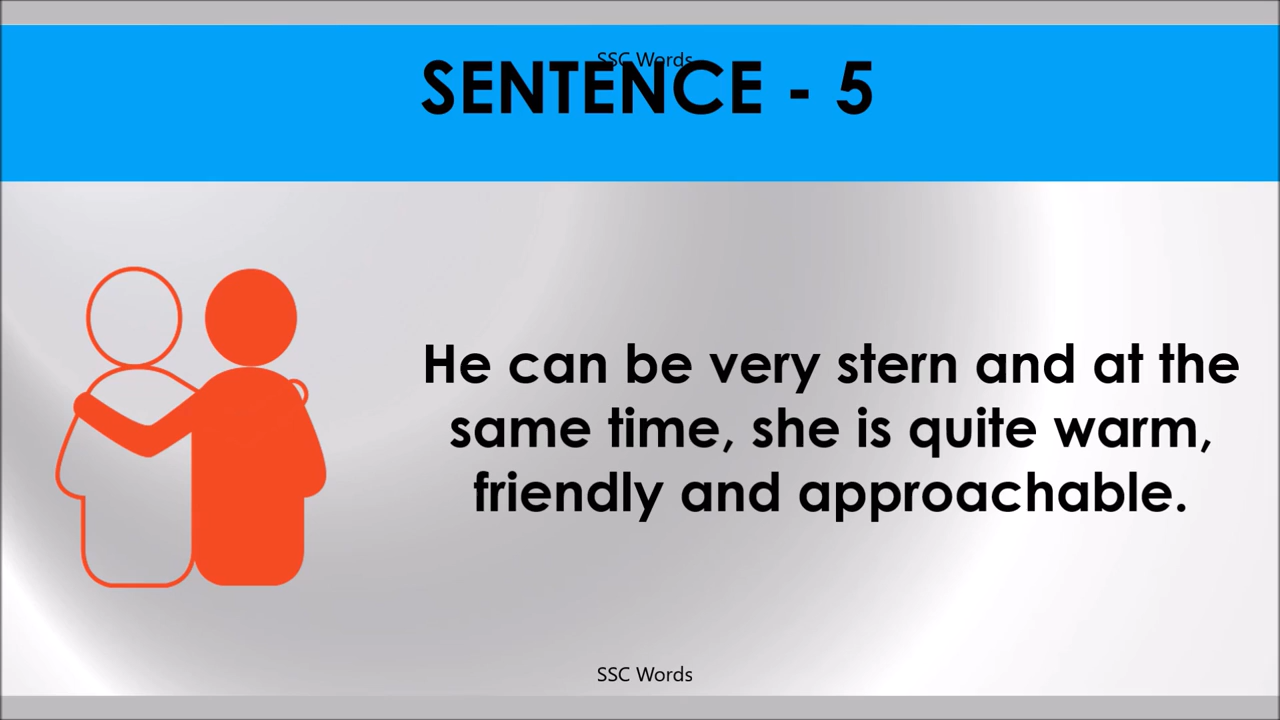 SSC Words
SENTENCE - 5
He can be very stern and at the
same time, she is quite warm,
friendly and approachable.
SSC Words